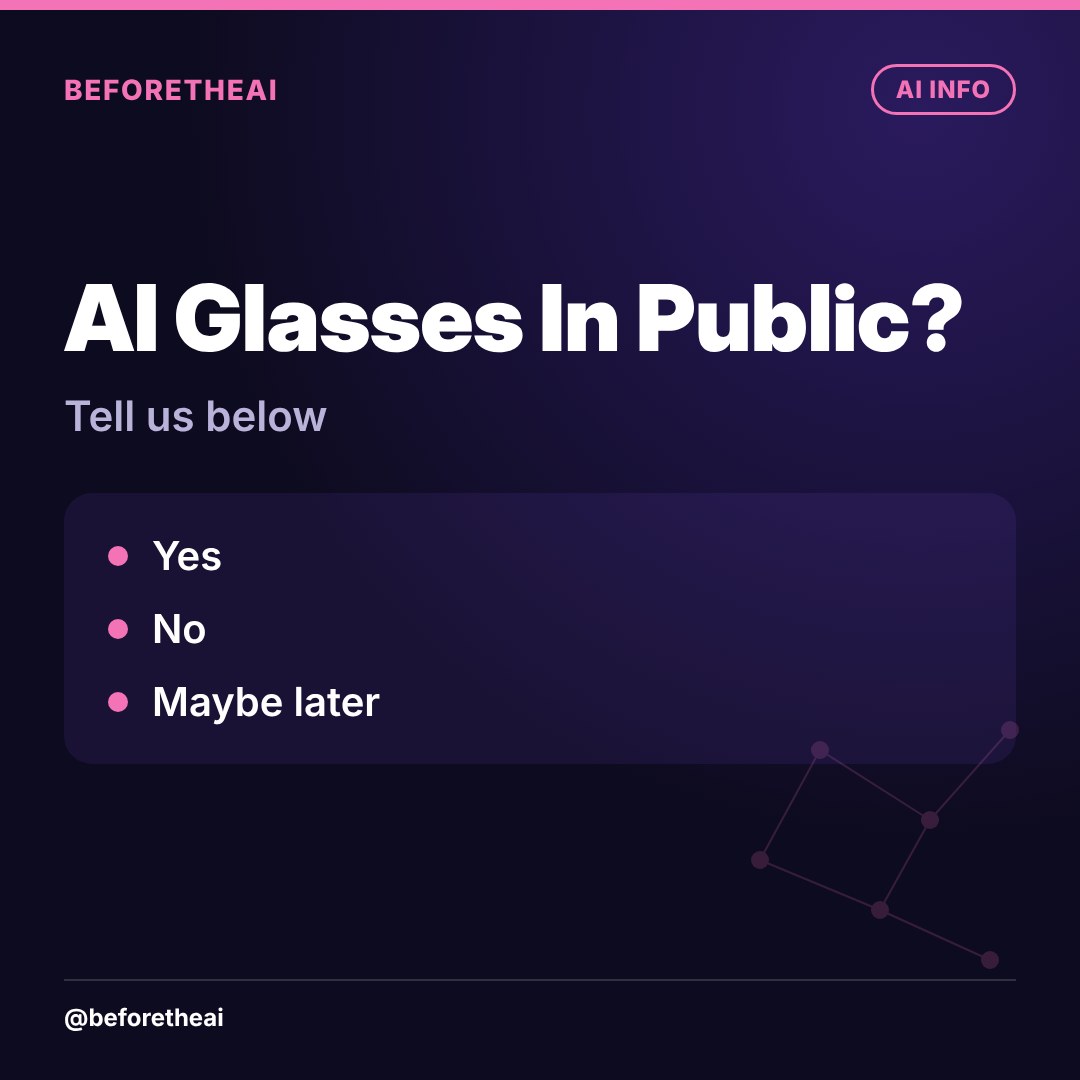 BEFORETHEAI
AI INFO
AI Glasses In Public?
Tell us below
Yes
No
Maybe later
@beforetheai